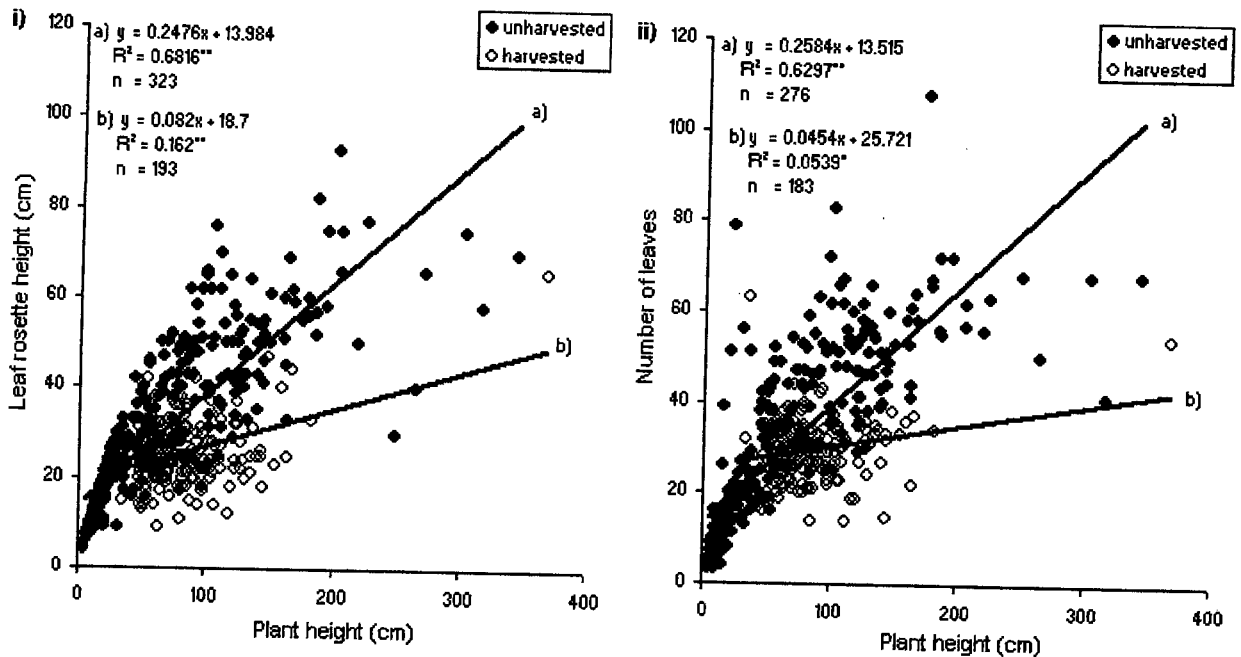 i)
120
100
80
60
40
20
0
Leaf rosette height (cm)
a) y = 0.2476x + 13.984
R² = 0.6816**
n = 323
b) y = 0.082x + 18.7
R² = 0.162**
n = 193
unharvested
harvested
a)
b)
0 100 200 300 400
Plant height (cm)
ii)
120
100
80
60
40
20
0
Number of leaves
a) y = 0.2584x + 13.515
R² = 0.6297**
n = 276
b) y = 0.0454x + 25.721
R² = 0.0539*
n = 183
unharvested
harvested
a)
b)
0 100 200 300 400
Plant height (cm)